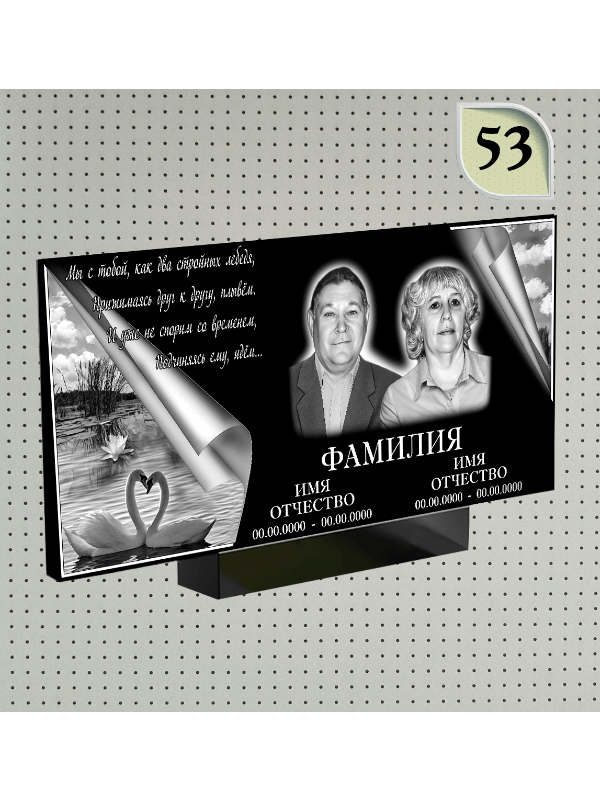 53
Мы с тобой, как два стройных лебедя,
Прижимаясь друг к другу, плывём.
И уже не спорим со временем,
Подчиняясь ему, идём...
ФАМИЛИЯ
ИМЯ
ОТЧЕСТВО
00.00.0000 - 00.00.0000
ИМЯ
ОТЧЕСТВО
00.00.0000 - 00.00.0000